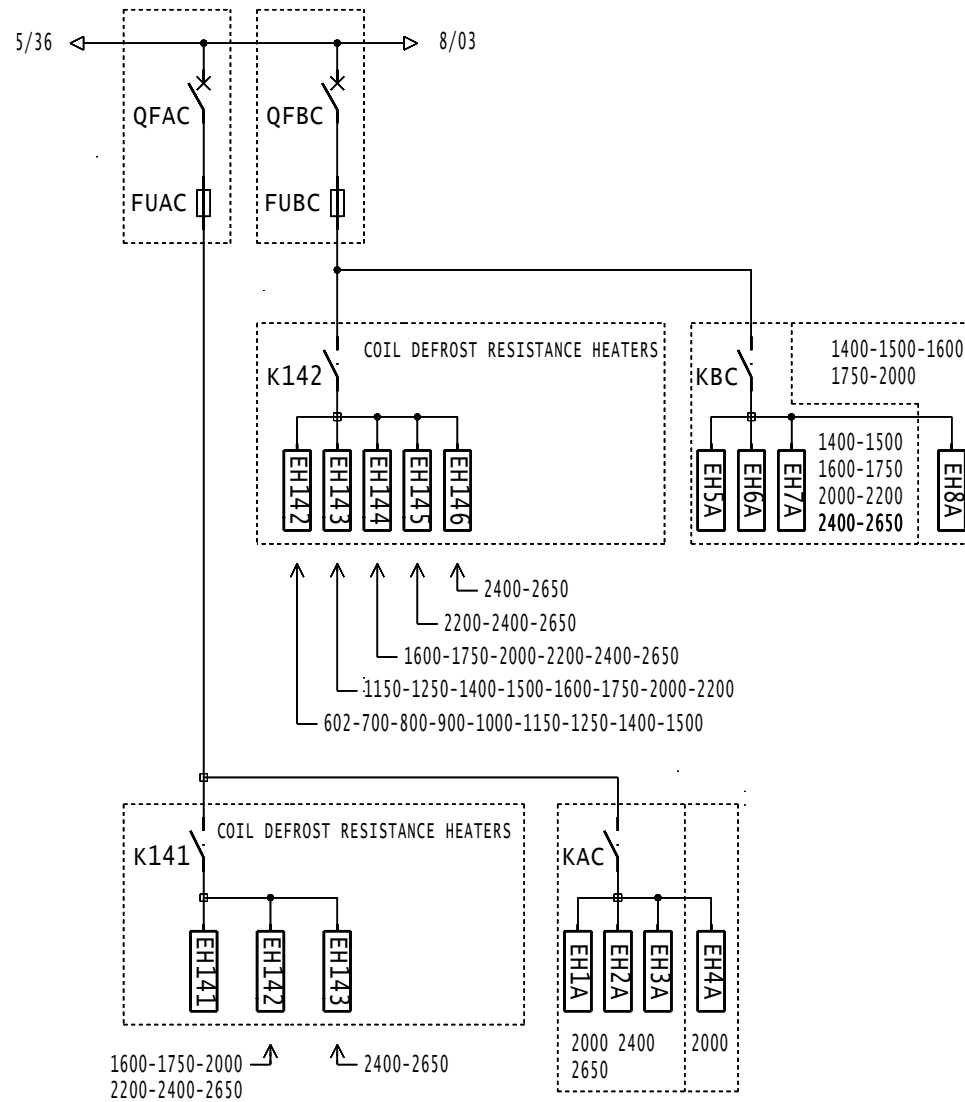 5/36
8/03
QFAC
QFBC
FUAC
FUBC
COIL DEFROST RESISTANCE HEATERS
K142
1400-1500-1600
1750-2000
KBC
EH142
EH143
EH144
EH145
EH146
EH5A
EH6A
EH7A
1400-1500
1600-1750
2000-2200
2400-2650
EH8A
2400-2650
2200-2400-2650
1600-1750-2000-2200-2400-2650
1150-1250-1400-1500-1600-1750-2000-2200
602-700-800-900-1000-1150-1250-1400-1500
COIL DEFROST RESISTANCE HEATERS
K141
KAC
EH141
EH142
EH143
EH1A
EH2A
EH3A
EH4A
1600-1750-2000
2200-2400-2650
2400-2650
2000 2400
2650
2000